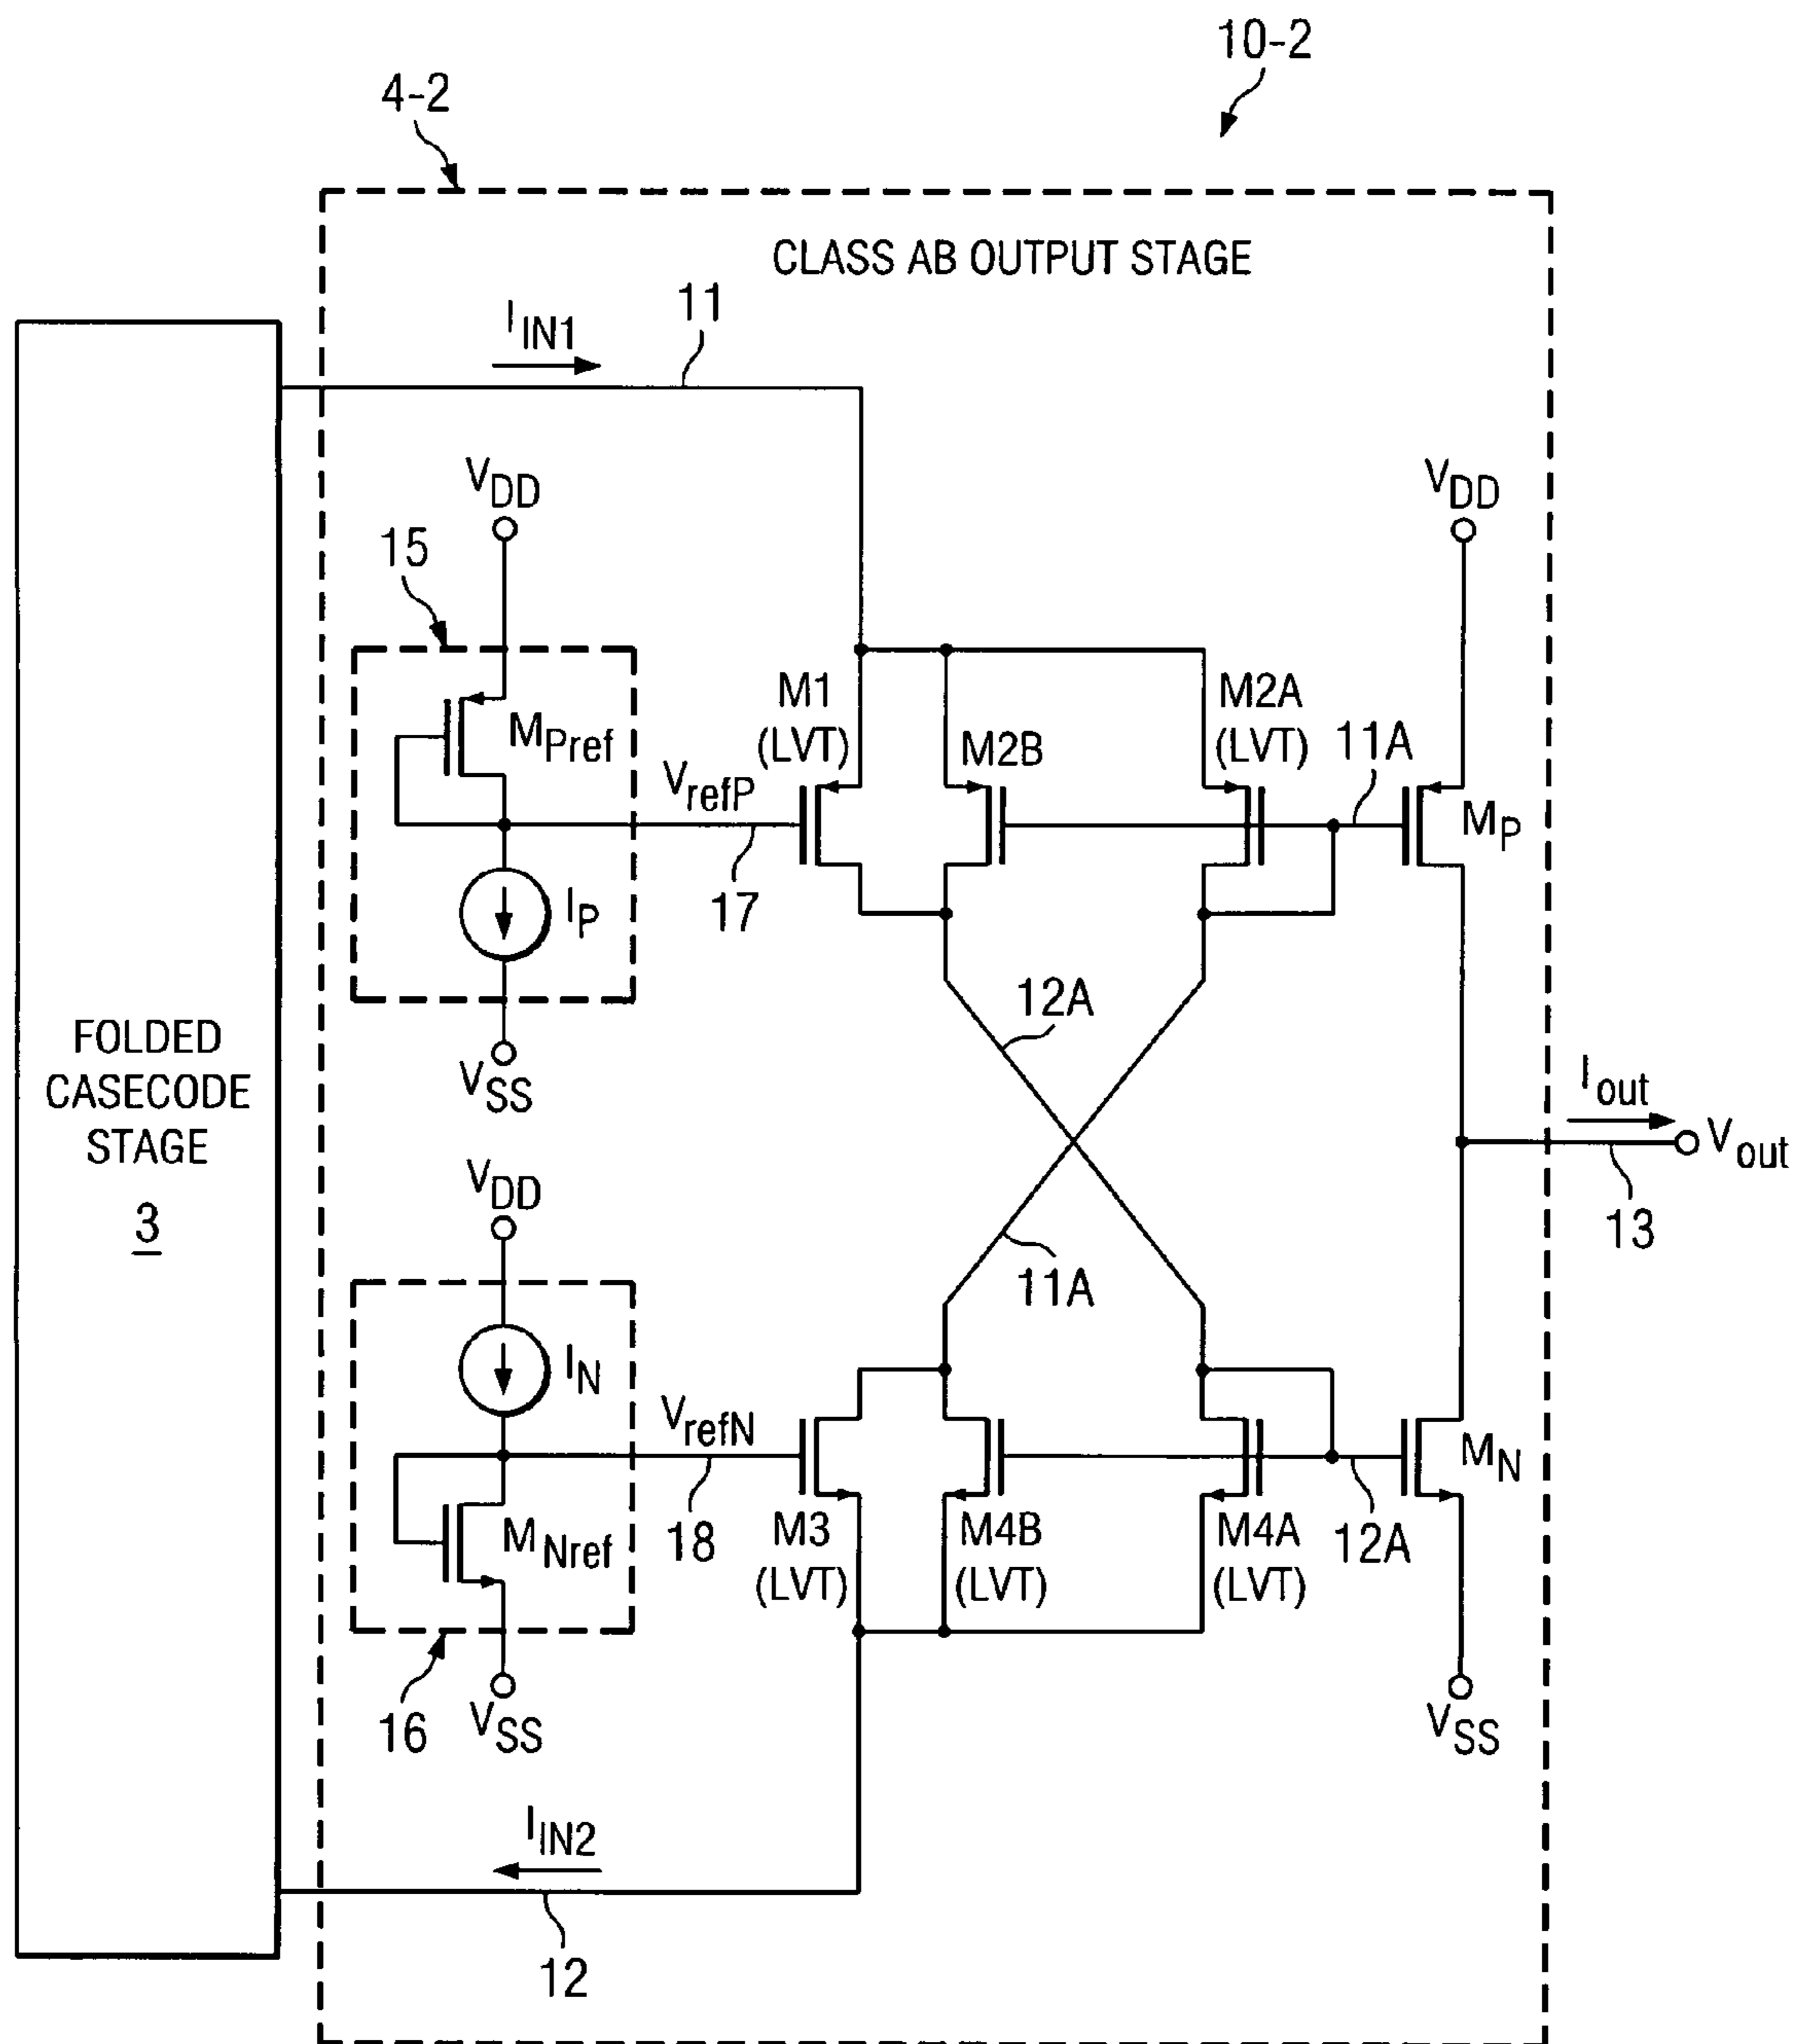 10-2
4-2
CLASS AB OUTPUT STAGE
I IN1
11
VDD
VDD
15
MPref
M1
(LVT)
M2B
M2A
(LVT)
11A
VrefP
MP
IP
17
12A
VSS
FOLDED
CASECODE
STAGE
3
Iout
Vout
VDD
13
11A
IN
VrefN
MN
MNref
18
M3
(LVT)
M4B
(LVT)
M4A
(LVT)
12A
16
VSS
VSS
I IN2
12